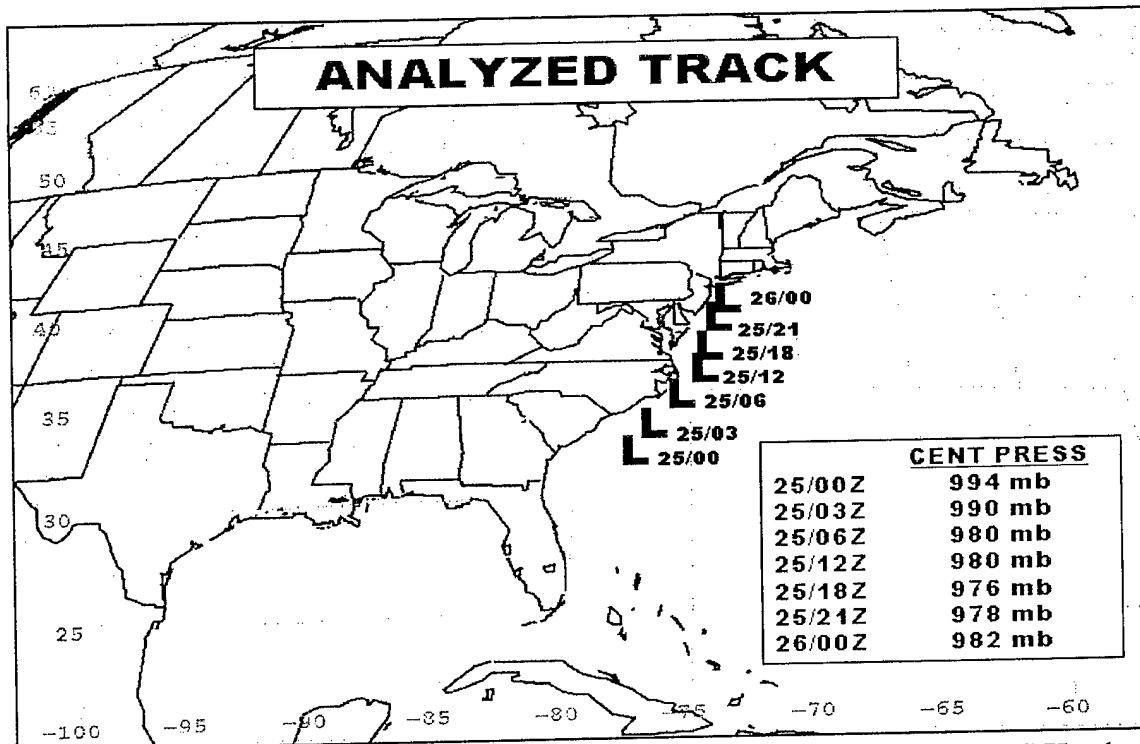 ANALYZED TRACK
50
45
40
35
30
25
26/00
25/21
25/18
25/12
25/06
25/03
25/00
CENT PRESS
25/00Z 994 mb
25/03Z 990 mb
25/06Z 980 mb
25/12Z 980 mb
25/18Z 976 mb
25/21Z 978 mb
26/00Z 982 mb
-100 -95 -90 -85 -80 -75 -70 -65 -60